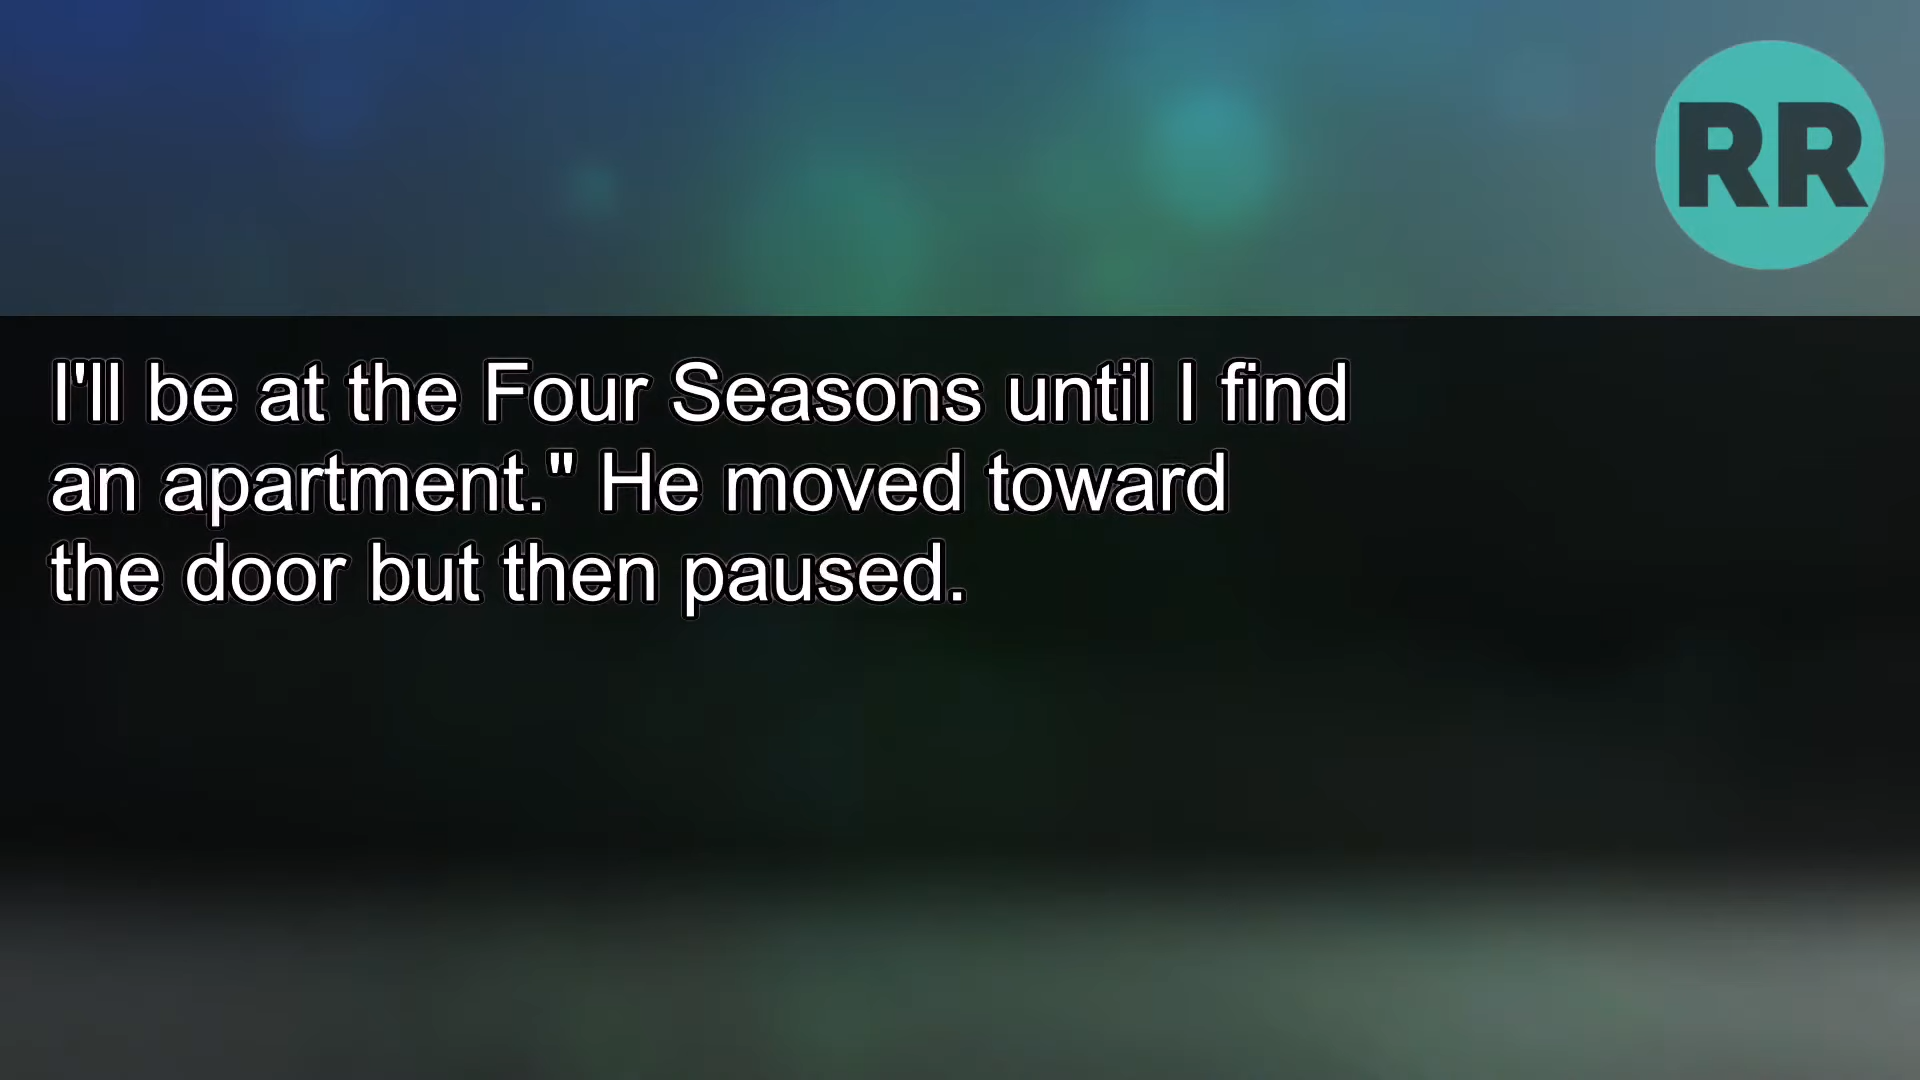 RR
I'll be at the Four Seasons until I find
an apartment." He moved toward
the door but then paused.